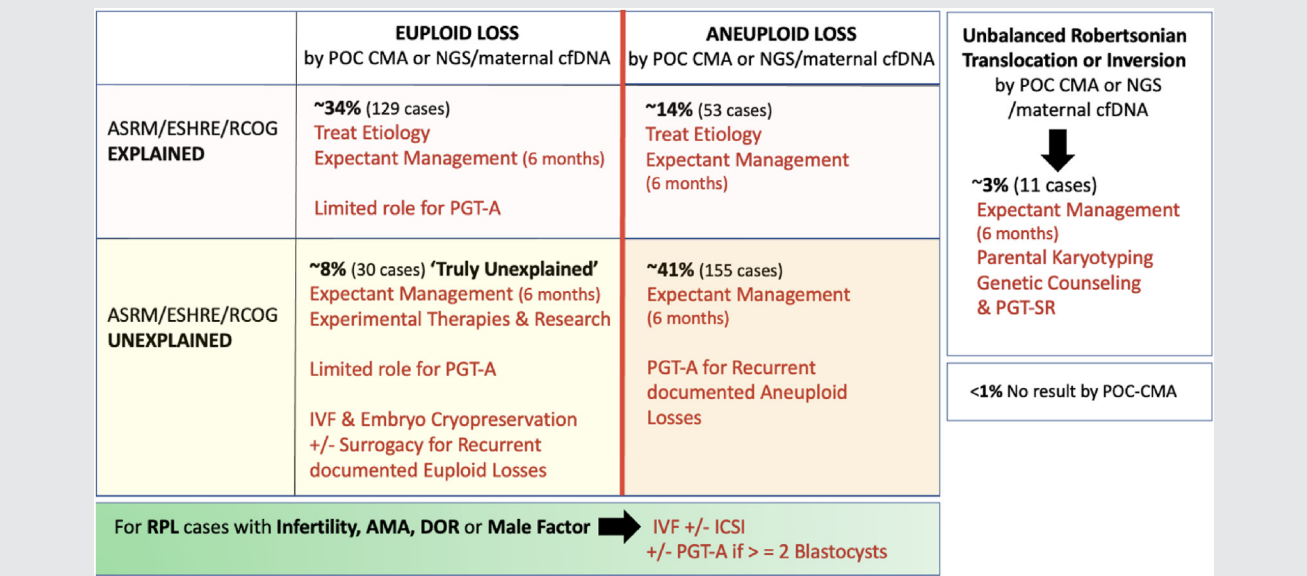 EUPLOID LOSS
by POC CMA or NGS/maternal cfDNA
ANEUPLOID LOSS
by POC CMA or NGS/maternal cfDNA
ASRM/ESHRE/RCOG
EXPLAINED
~34% (129 cases)
Treat Etiology
Expectant Management (6 months)
Limited role for PGT-A
~14% (53 cases)
Treat Etiology
Expectant Management
(6 months)
ASRM/ESHRE/RCOG
UNEXPLAINED
~8% (30 cases) ‘Truly Unexplained’
Expectant Management (6 months)
Experimental Therapies & Research
Limited role for PGT-A
IVF & Embryo Cryopreservation
+/- Surrogacy for Recurrent
documented Euploid Losses
~41% (155 cases)
Expectant Management
(6 months)
PGT-A for Recurrent
documented Aneuploid
Losses
For RPL cases with Infertility, AMA, DOR or Male Factor
IVF +/- ICSI
+/- PGT-A if > = 2 Blastocysts
Unbalanced Robertsonian
Translocation or Inversion
by POC CMA or NGS
/maternal cfDNA
~3% (11 cases)
Expectant Management
(6 months)
Parental Karyotyping
Genetic Counseling
& PGT-SR
<1% No result by POC-CMA